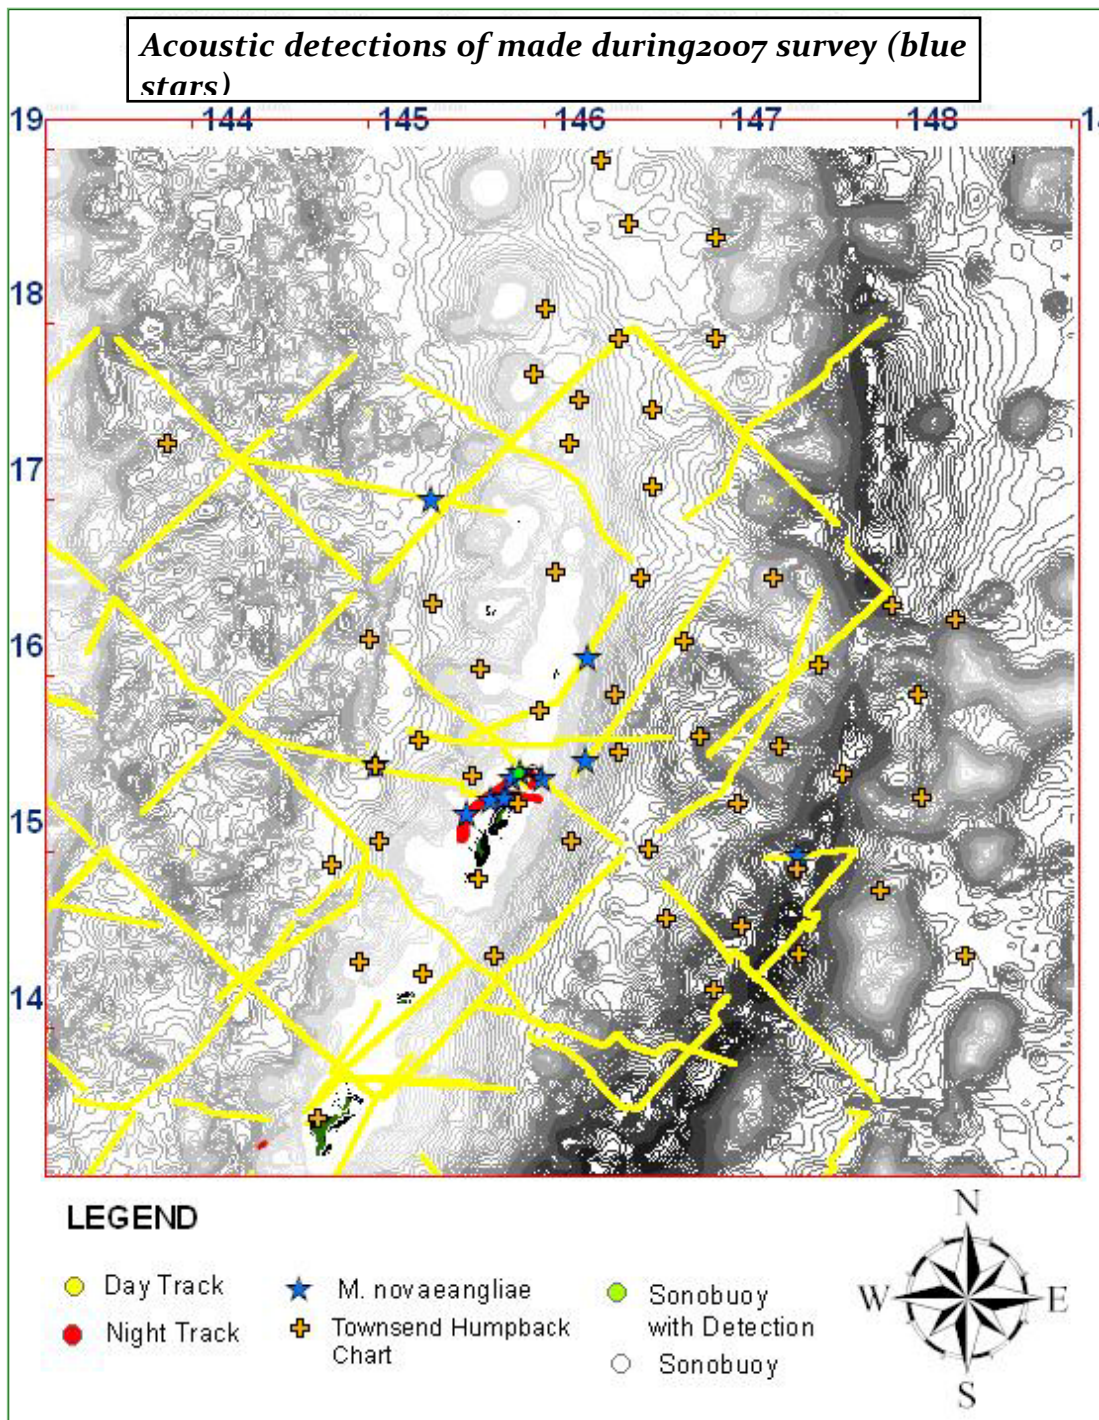 Acoustic detections of made during2007 survey (blue
stars)
19 144 145 146 147 148
18
17
16
15
14
LEGEND
Day Track
Night Track
M. novaeangliae
Townsend Humpback
Chart
Sonobuoy
with Detection
Sonobuoy
N
W E
S